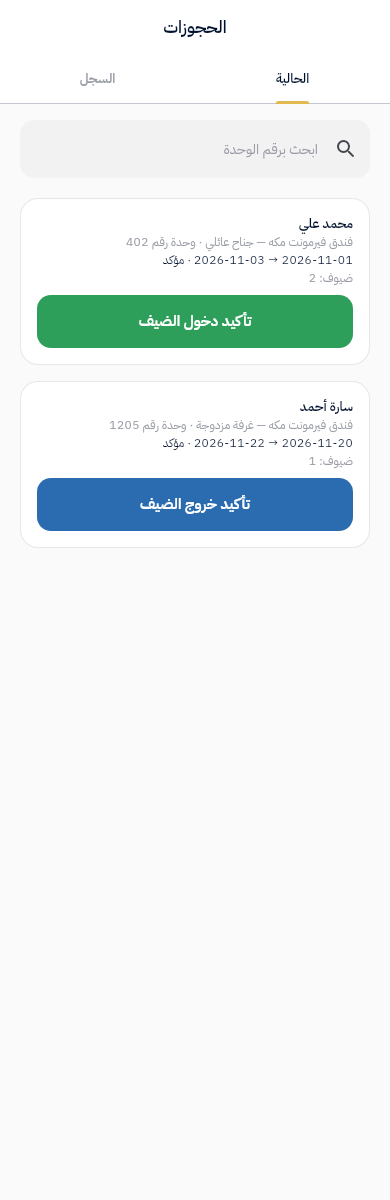 الحجوزات
الحالية
السجل
ابحث برقم الوحدة
محمد علي
فندق فيرمونت مكه — جناح عائلي · وحدة رقم 402
2026-11-01 → 2026-11-03 · مؤكد
ضيوف: 2
تأكيد دخول الضيف
سارة أحمد
فندق فيرمونت مكه — غرفة مزدوجة · وحدة رقم 1205
2026-11-20 → 2026-11-22 · مؤكد
ضيوف: 1
تأكيد خروج الضيف